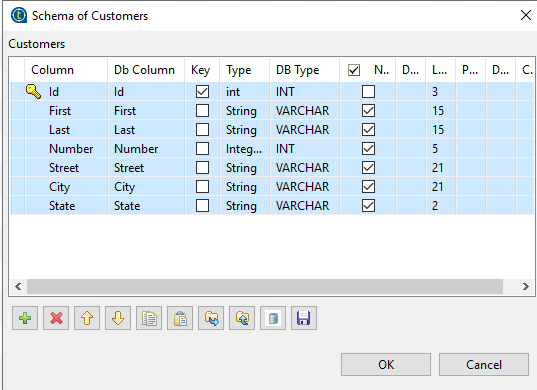 Schema of Customers
Customers
Column Db Column Key Type DB Type N.. D... L... P... D... C.
Id Id int INT 3
First First String VARCHAR 15
Last Last String VARCHAR 15
Number Number Integ... INT 5
Street Street String VARCHAR 21
City City String VARCHAR 21
State State String VARCHAR 2
OK Cancel